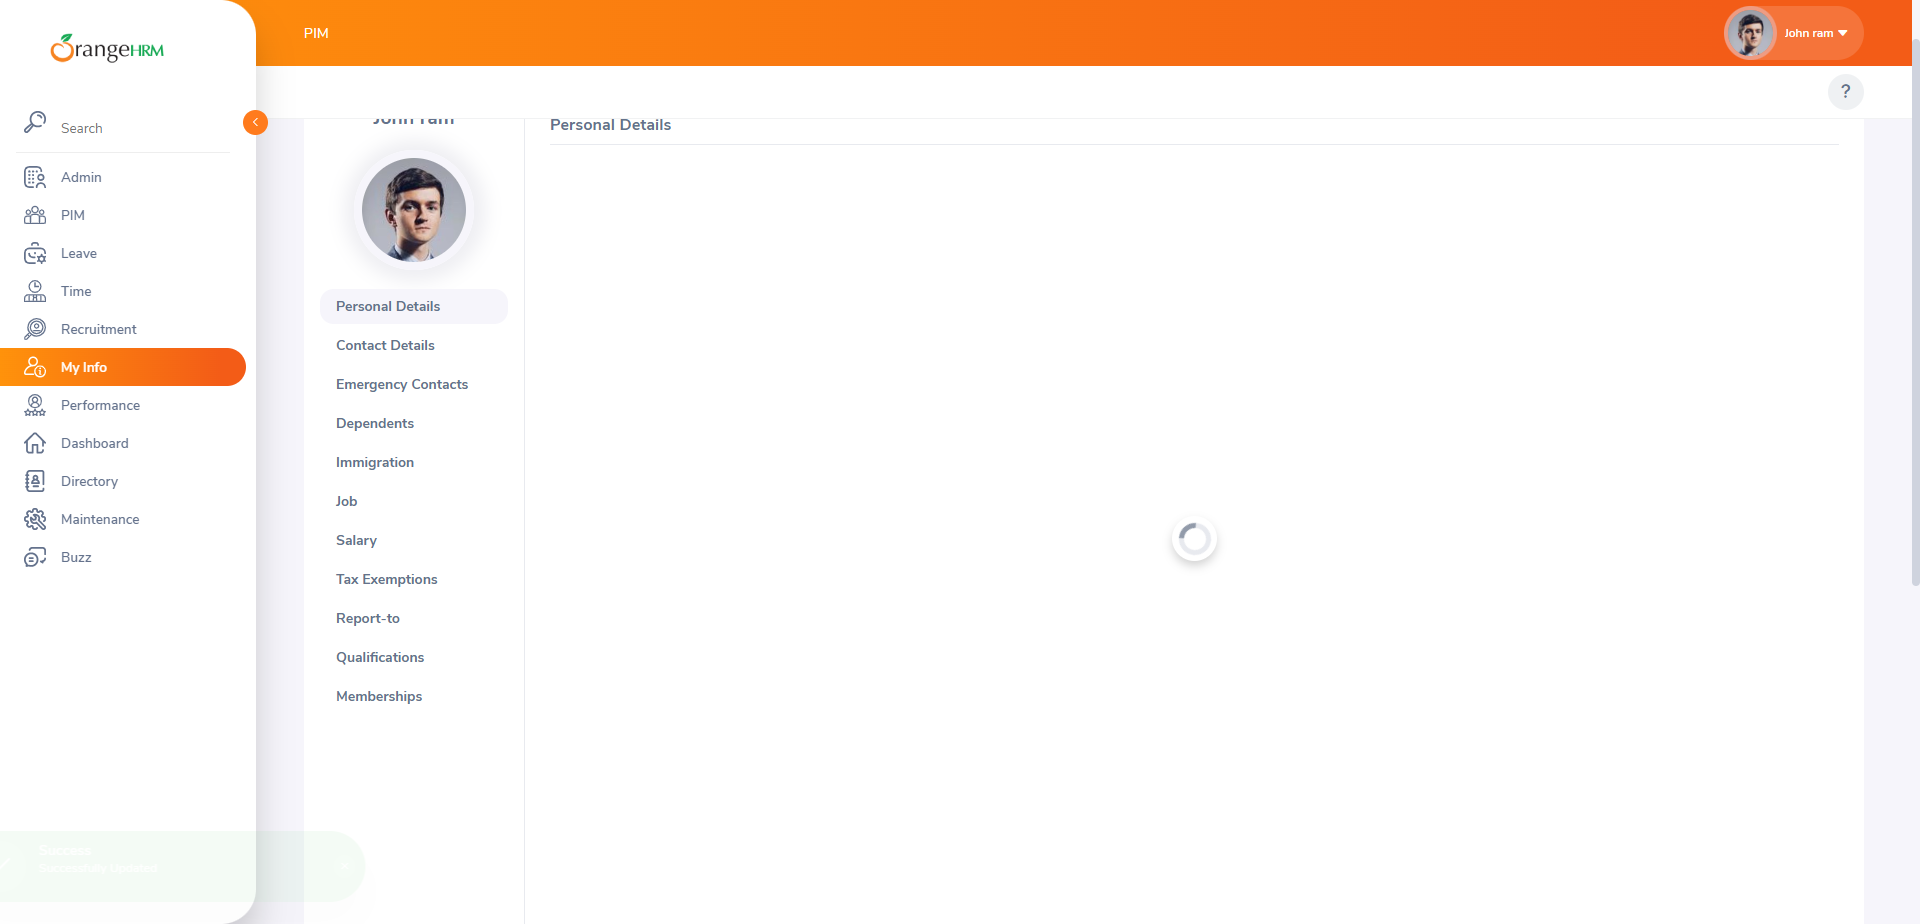 OrangeHRM
Search
Admin
PIM
Leave
Time
Recruitment
My Info
Performance
Dashboard
Directory
Maintenance
Buzz
PIM
John ram
?
John ram
Personal Details
Contact Details
Emergency Contacts
Dependents
Immigration
Job
Salary
Tax Exemptions
Report-to
Qualifications
Memberships
Personal Details
Success
Successfully Updated